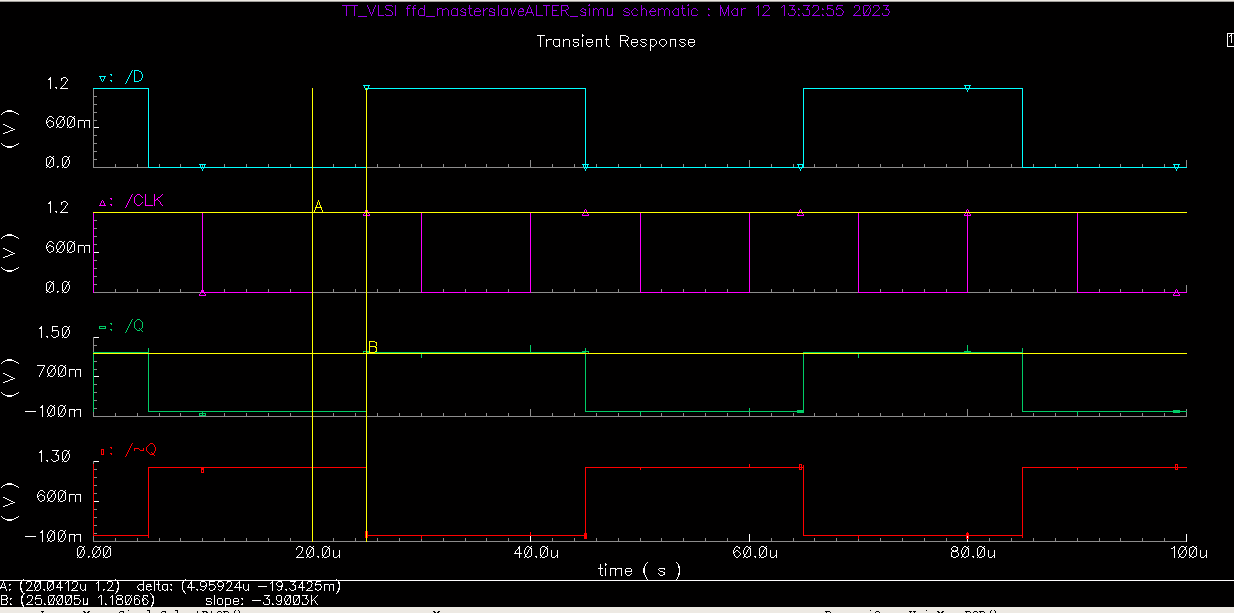 TT_VLSI ffd_masterslaveALTER_simu schematic : Mar 12 13:32:55 2023
Transient Response
1
▿: /D
1.2
(V) 600m
0.0
▵: /CLK
1.2
A
(V) 600m
0.0
: /Q
1.50
B
(V) 700m
-100m
: /~Q
1.30
(V) 600m
-100m
0.00 20.0u 40.0u 60.0u 80.0u 100u
time ( s )
A: (20.0412u 1.2) delta: (4.95924u -19.3425m)
B: (25.0005u 1.18066) slope: -3.9003K